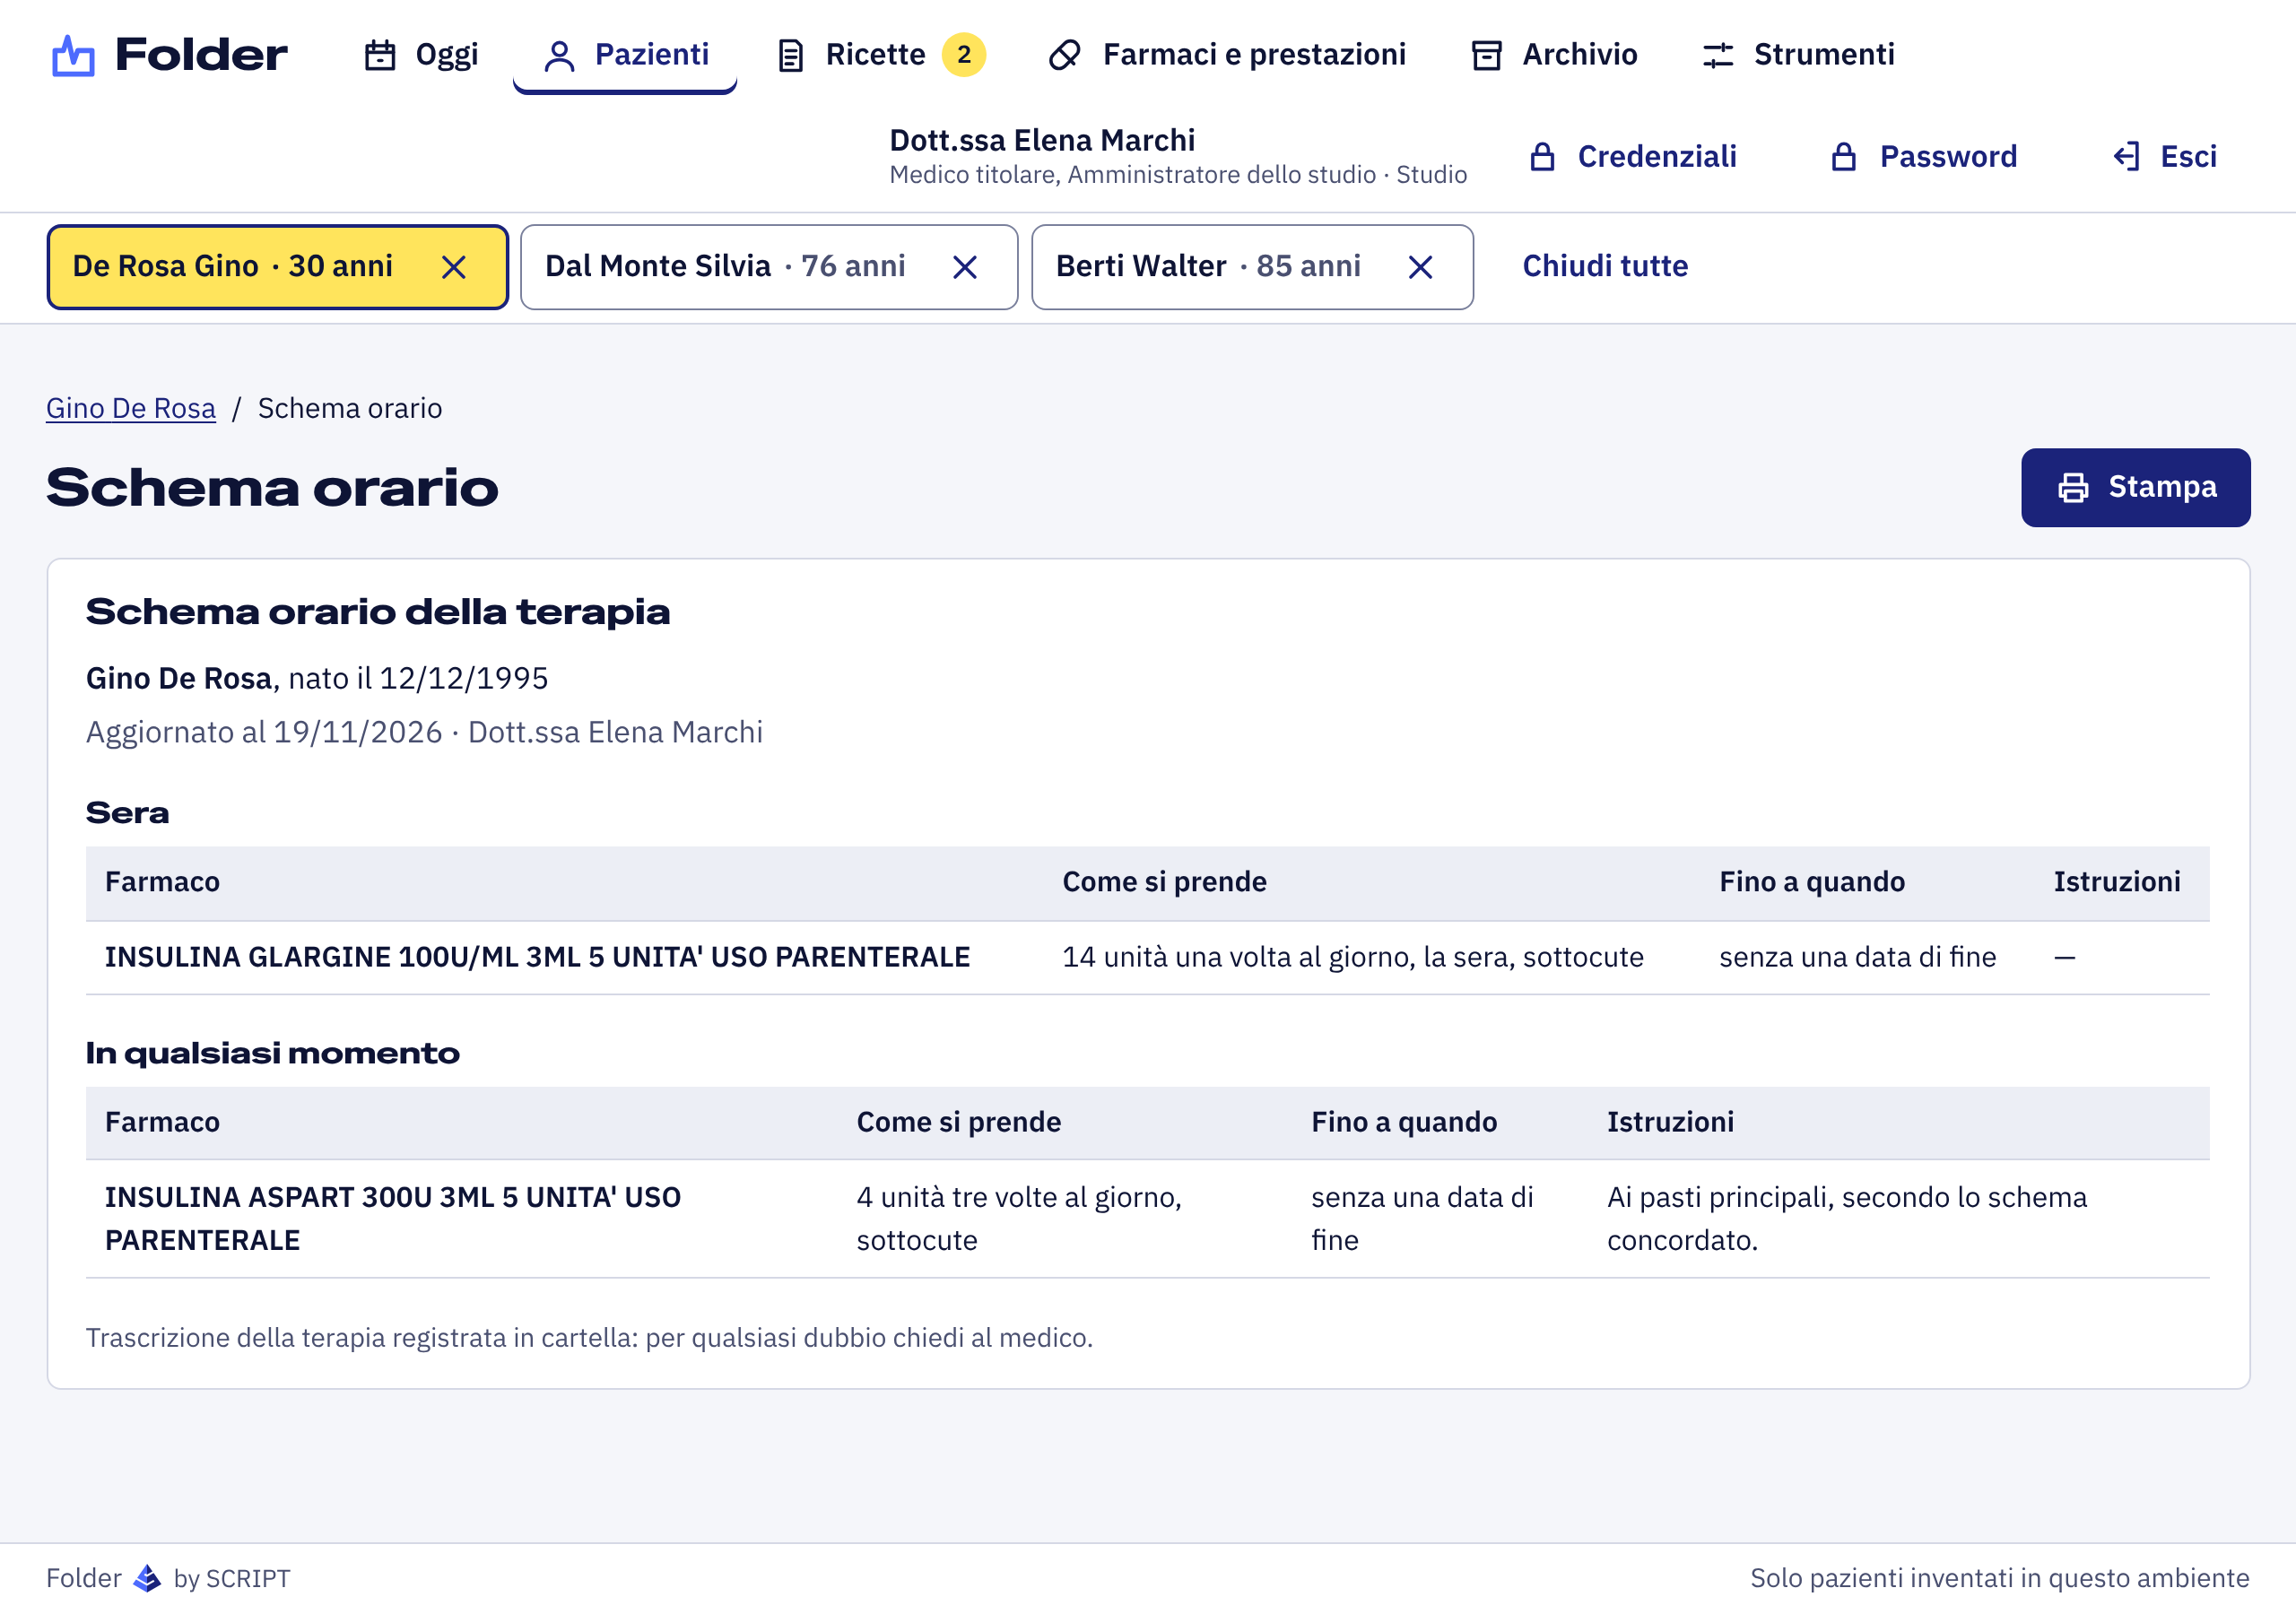 Folder
Oggi
Pazienti
Ricette 2
Farmaci e prestazioni
Archivio
Strumenti
Dott.ssa Elena Marchi
Medico titolare, Amministratore dello studio · Studio
Credenziali
Password
Esci
De Rosa Gino · 30 anni
Dal Monte Silvia · 76 anni
Berti Walter · 85 anni
Chiudi tutte
Gino De Rosa / Schema orario
Schema orario
Stampa
Schema orario della terapia
Gino De Rosa, nato il 12/12/1995
Aggiornato al 19/11/2026 · Dott.ssa Elena Marchi
Sera
Farmaco Come si prende Fino a quando Istruzioni
INSULINA GLARGINE 100U/ML 3ML 5 UNITA' USO PARENTERALE 14 unità una volta al giorno, la sera, sottocute senza una data di fine —
In qualsiasi momento
Farmaco Come si prende Fino a quando Istruzioni
INSULINA ASPART 300U 3ML 5 UNITA' USO
PARENTERALE
4 unità tre volte al giorno,
sottocute
senza una data di
fine
Ai pasti principali, secondo lo schema
concordato.
Trascrizione della terapia registrata in cartella: per qualsiasi dubbio chiedi al medico.
Folder by SCRIPT
Solo pazienti inventati in questo ambiente